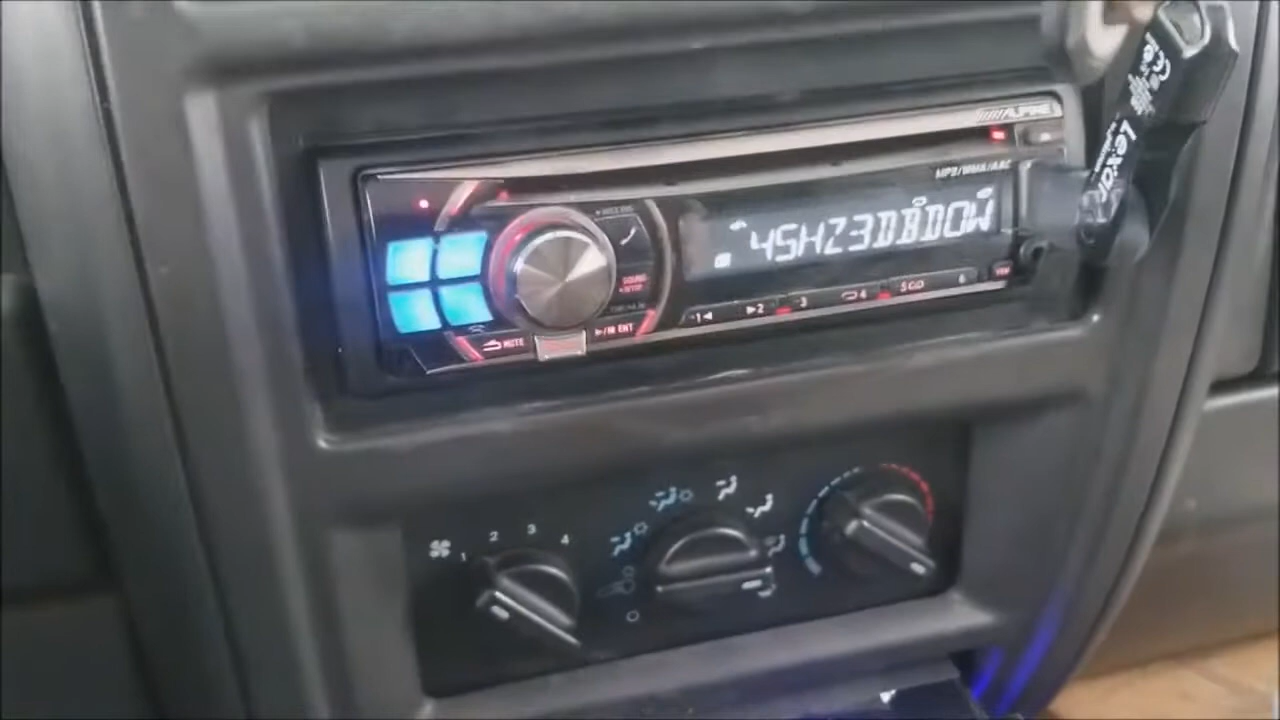 ALPINE
MP3/WMA/AAC
45HZ3DBDOW
SOUND
MUTE
/ENT
1 2 3 4 5 6
Lexar
1 2 3 4